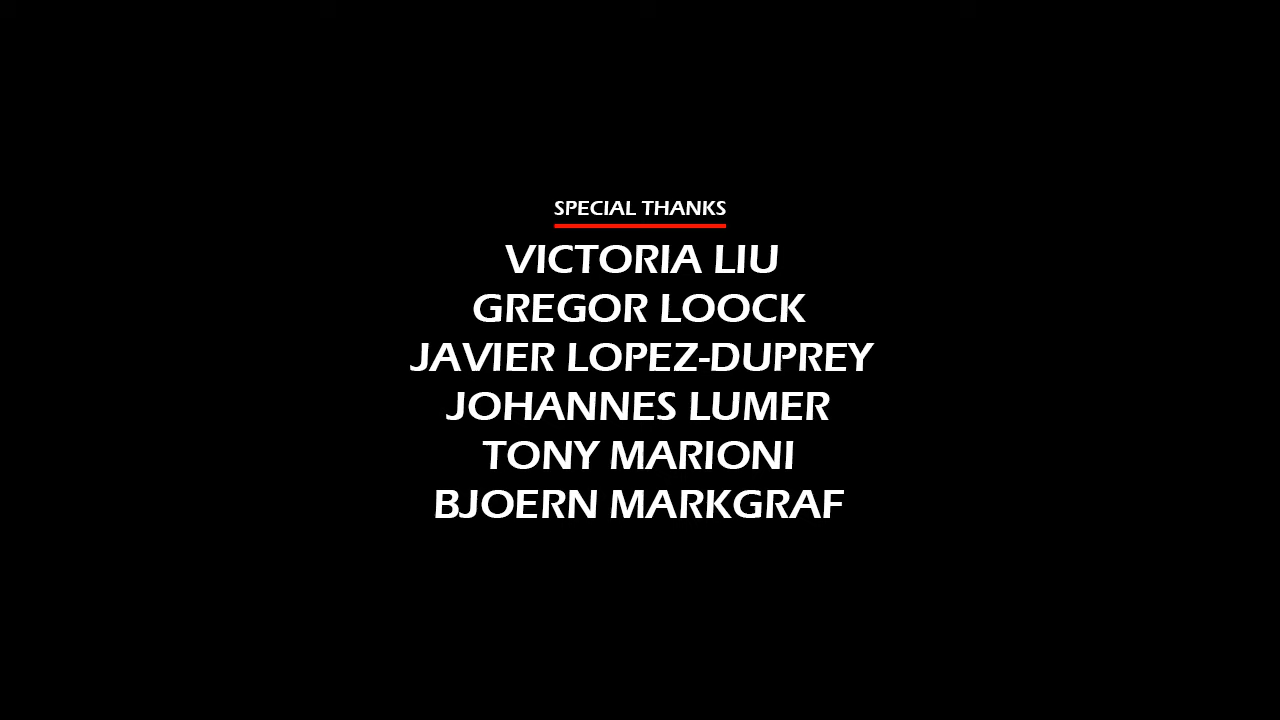 SPECIAL THANKS
VICTORIA LIU
GREGOR LOOCK
JAVIER LOPEZ-DUPREY
JOHANNES LUMER
TONY MARIONI
BJOERN MARKGRAF